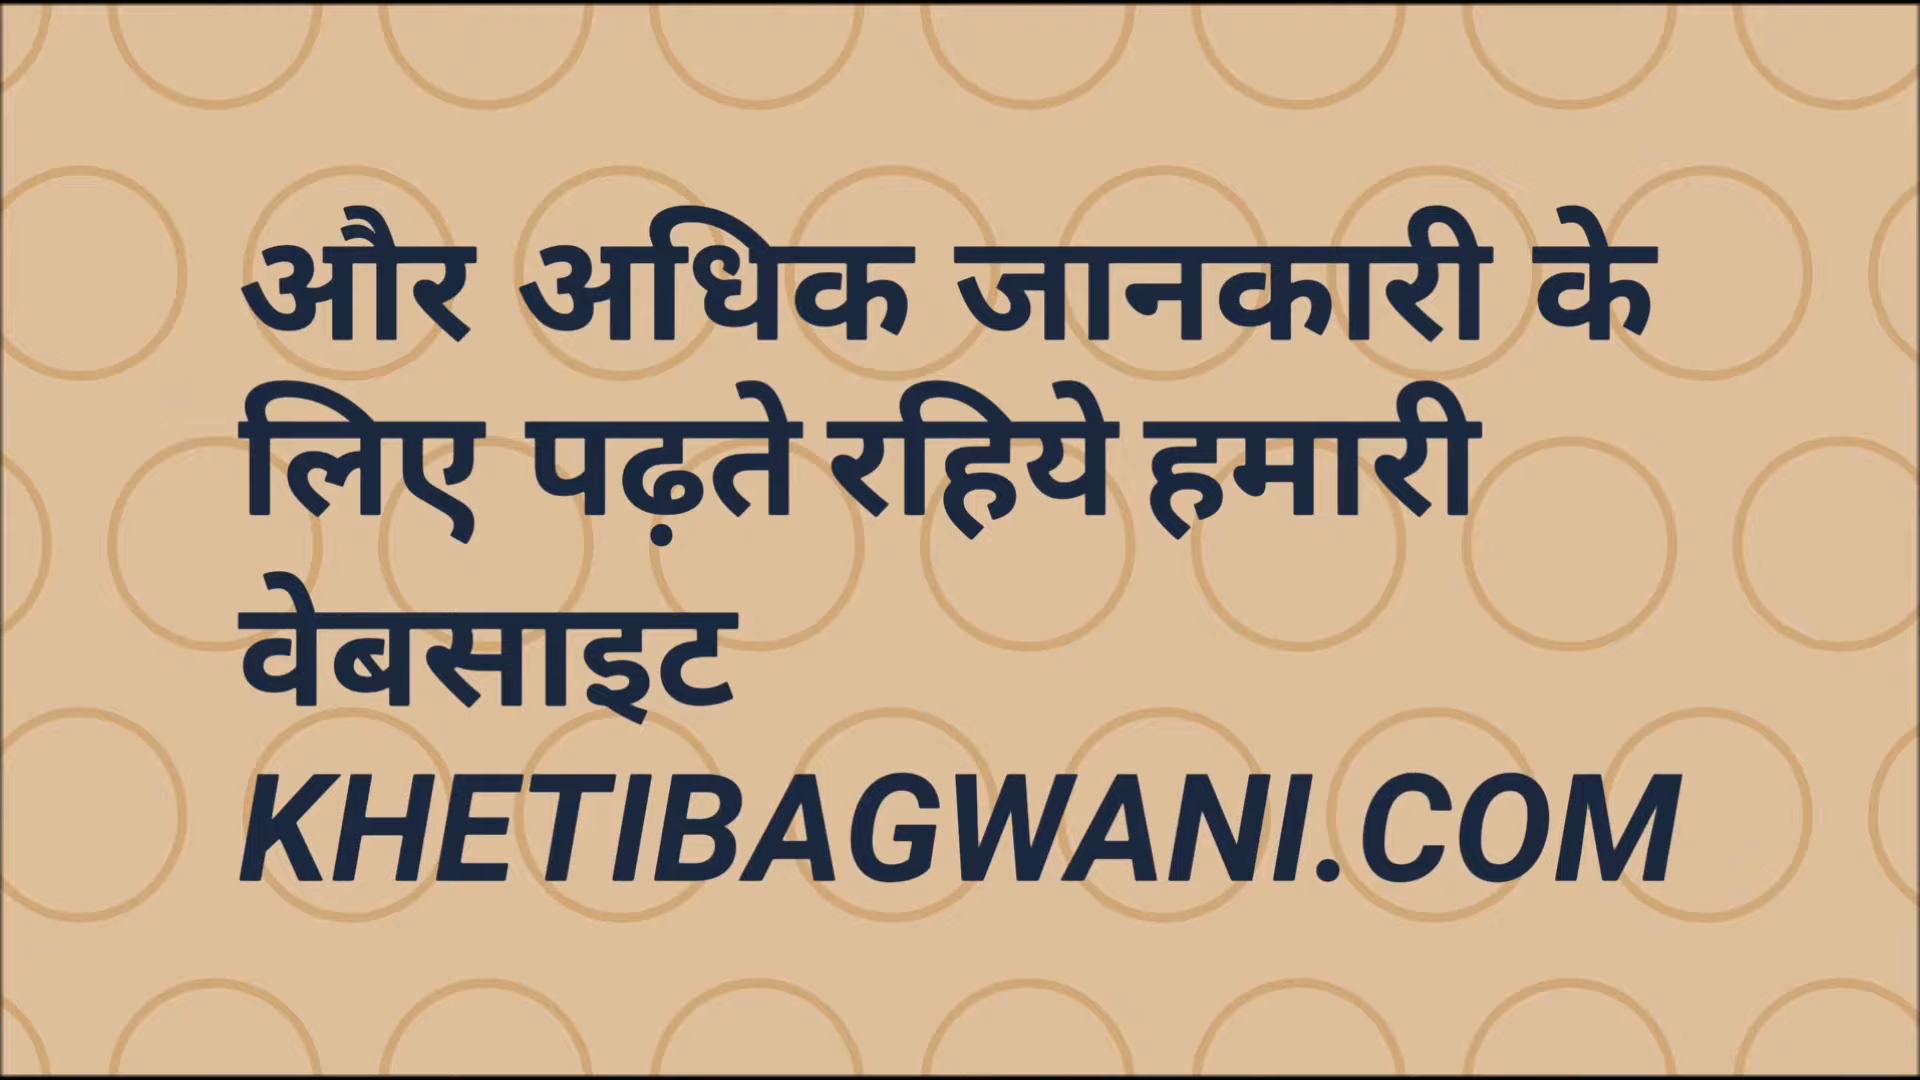 और अधिक जानकारी के
लिए पढ़ते रहिये हमारी
वेबसाइट
KHETIBAGWANI.COM